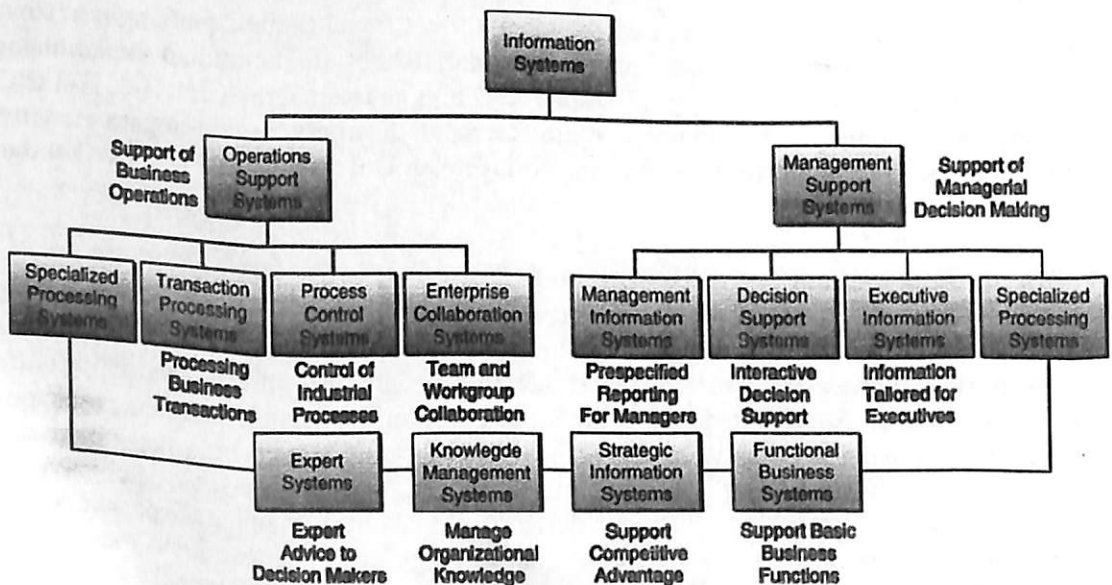 Information
Systems
Support of
Business
Operations
Operations
Support
Systems
Management
Support
Systems
Support of
Managerial
Decision Making
Specialized
Processing
Systems
Transaction
Processing
Systems
Processing
Business
Transactions
Process
Control
Systems
Control of
Industrial
Processes
Enterprise
Collaboration
Systems
Team and
Workgroup
Collaboration
Management
Information
Systems
Prespecified
Reporting
For Managers
Decision
Support
Systems
Interactive
Decision
Support
Executive
Information
Systems
Information
Tailored for
Executives
Specialized
Processing
Systems
Expert
Systems
Expert
Advice to
Decision Makers
Knowlegde
Management
Systems
Manage
Organizational
Knowledge
Strategic
Information
Systems
Support
Competitive
Advantage
Functional
Business
Systems
Support Basic
Business
Functions